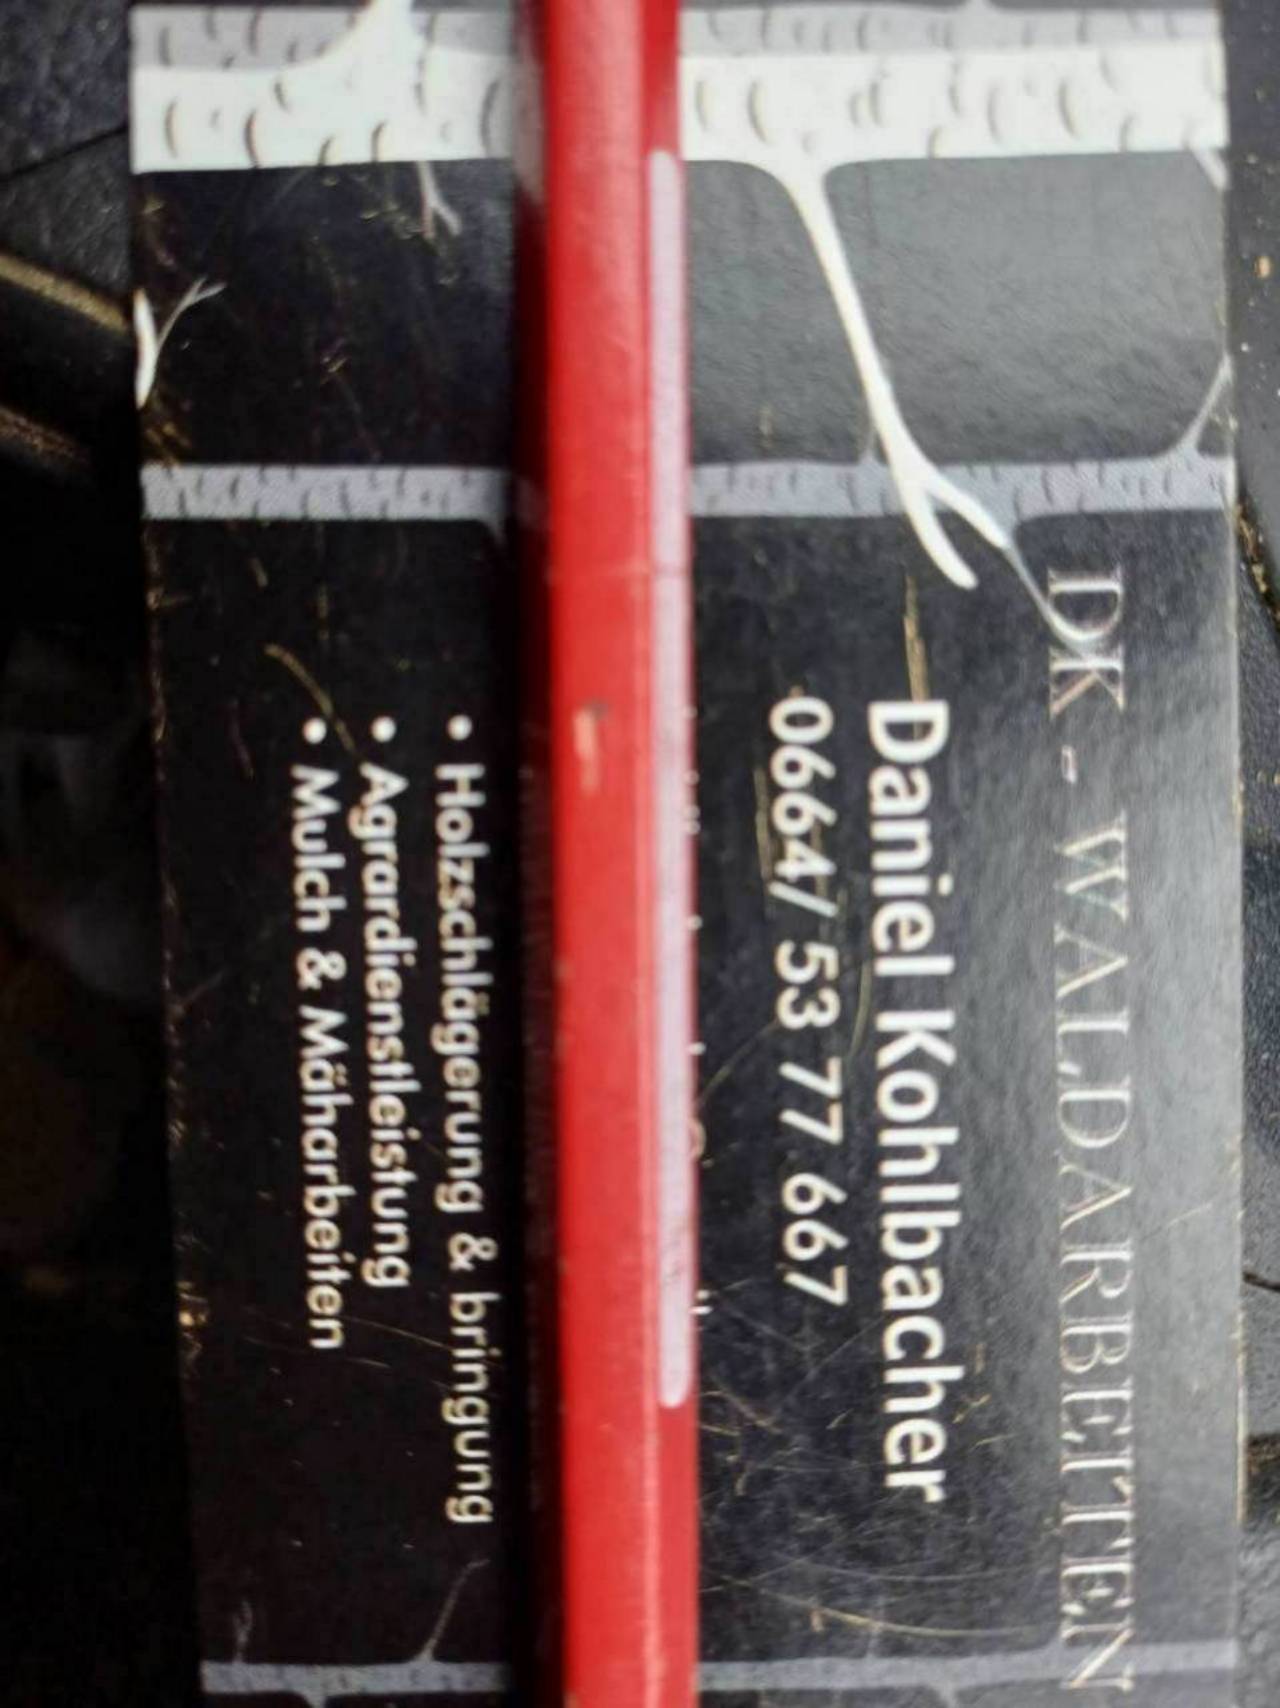 DK - WALDARBEITEN
Daniel Kohlbacher
0664/ 53 77 667
• Holzschlägerung & bringung
• Agrardienstleistung
• Mulch & Mäharbeiten